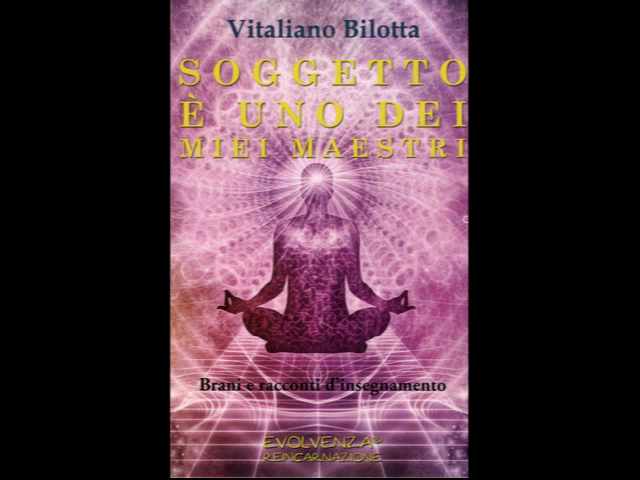 Vitaliano Bilotta
SOGGETTO
È UNO DEI
MIEI MAESTRI
Brani e racconti d'insegnamento
EVOLVENZA®
REINCARNAZIONE